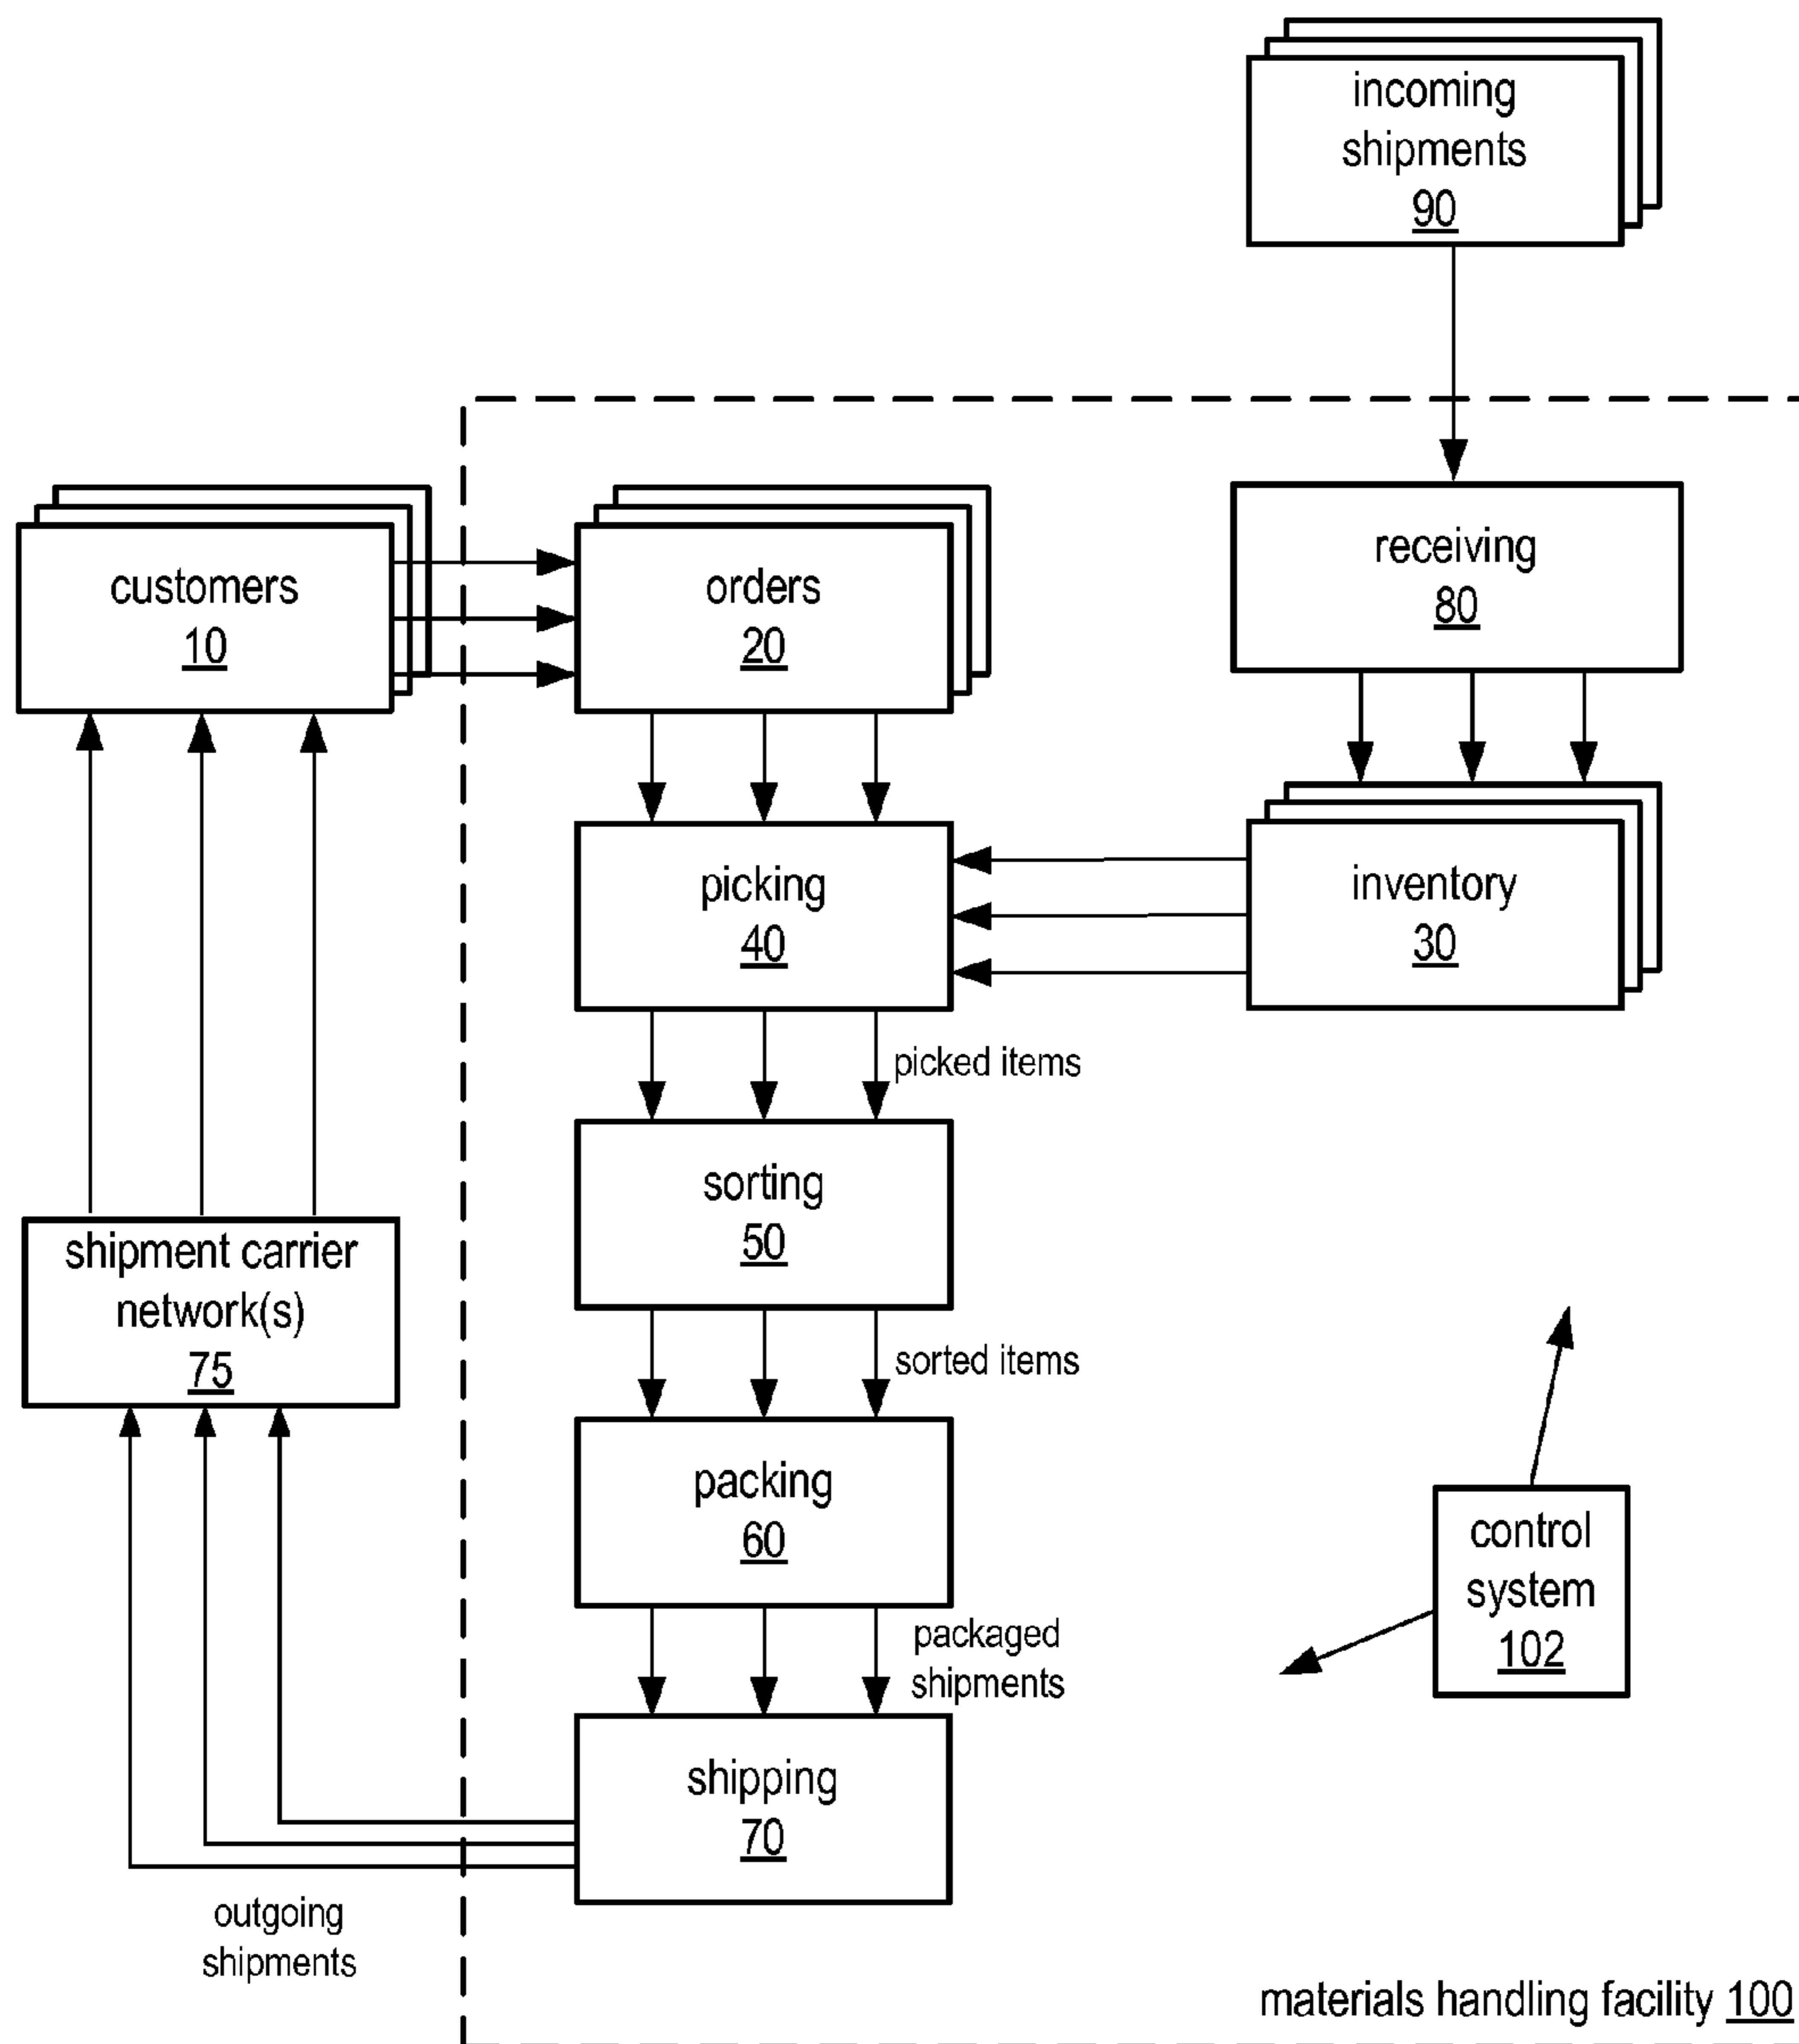 incoming
shipments
90
customers
10
orders
20
receiving
80
picking
40
inventory
30
picked items
sorting
50
shipment carrier
network(s)
75
sorted items
packing
60
control
system
102
packaged
shipments
shipping
70
outgoing
shipments
materials handling facility 100